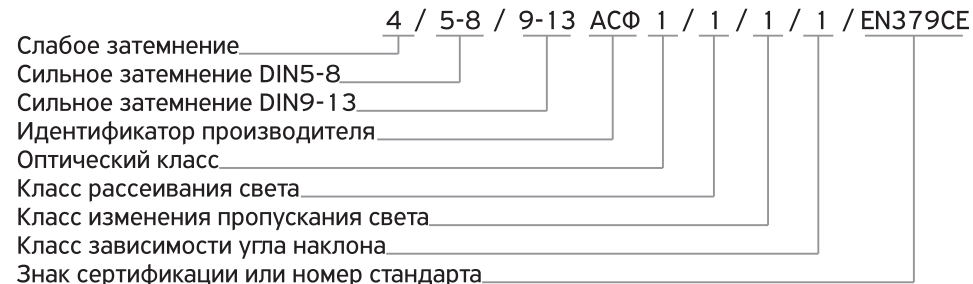 4 / 5-8 / 9-13 АСФ 1 / 1 / 1 / 1 / EN379CE
Слабое затемнение
Сильное затемнение DIN5-8
Сильное затемнение DIN9-13
Идентификатор производителя
Оптический класс
Класс рассеивания света
Класс изменения пропускания света
Класс зависимости угла наклона
Знак сертификации или номер стандарта